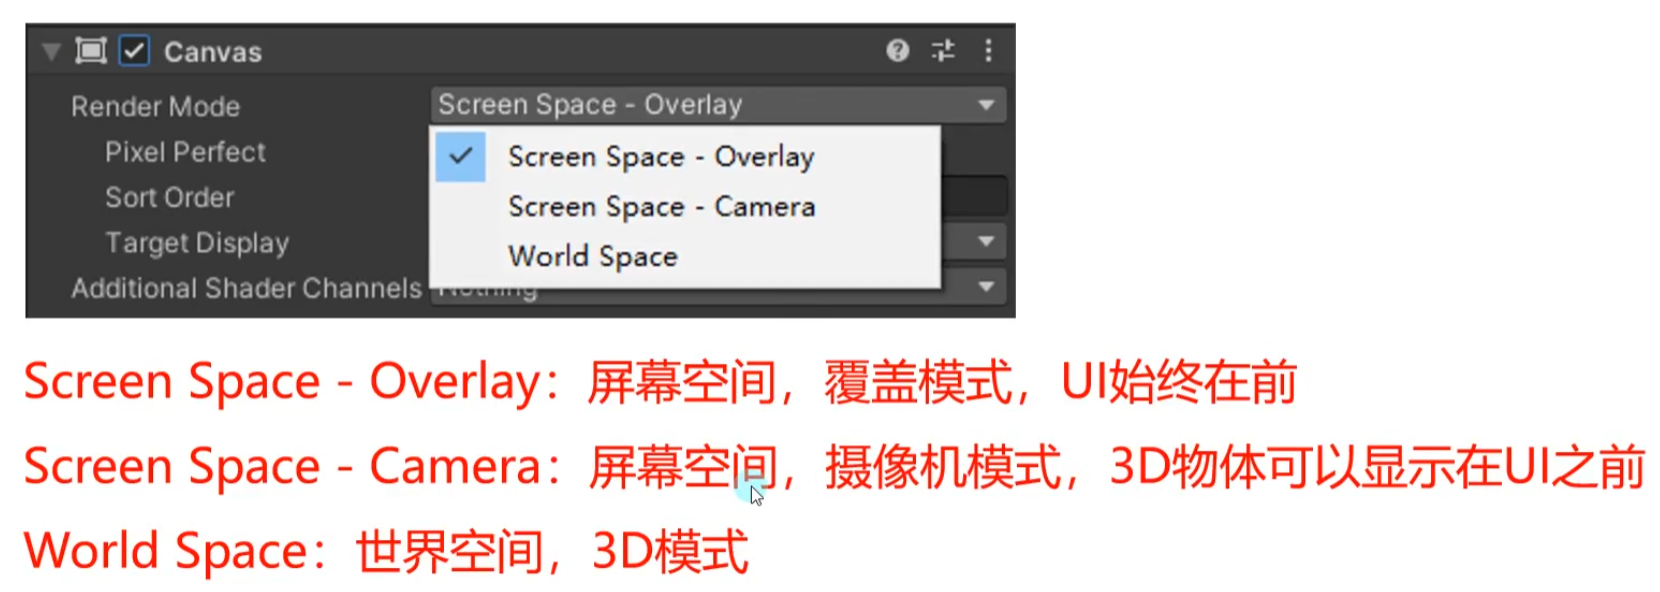 Canvas
Render Mode Screen Space - Overlay
Pixel Perfect
Screen Space - Overlay
Sort Order
Screen Space - Camera
Target Display
World Space
Additional Shader Channels Nothing
Screen Space - Overlay：屏幕空间，覆盖模式，UI始终在前
Screen Space - Camera：屏幕空间，摄像机模式，3D物体可以显示在UI之前
World Space：世界空间，3D模式